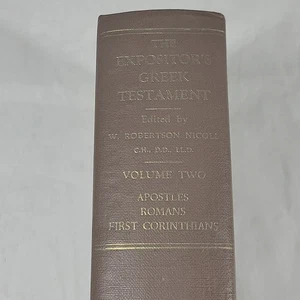 THE
EXPOSITOR'S
GREEK
TESTAMENT
Edited by
W. ROBERTSON NICOLL
C.H., D.D., LL.D.
VOLUME TWO
APOSTLES
ROMANS
FIRST CORINTHIANS